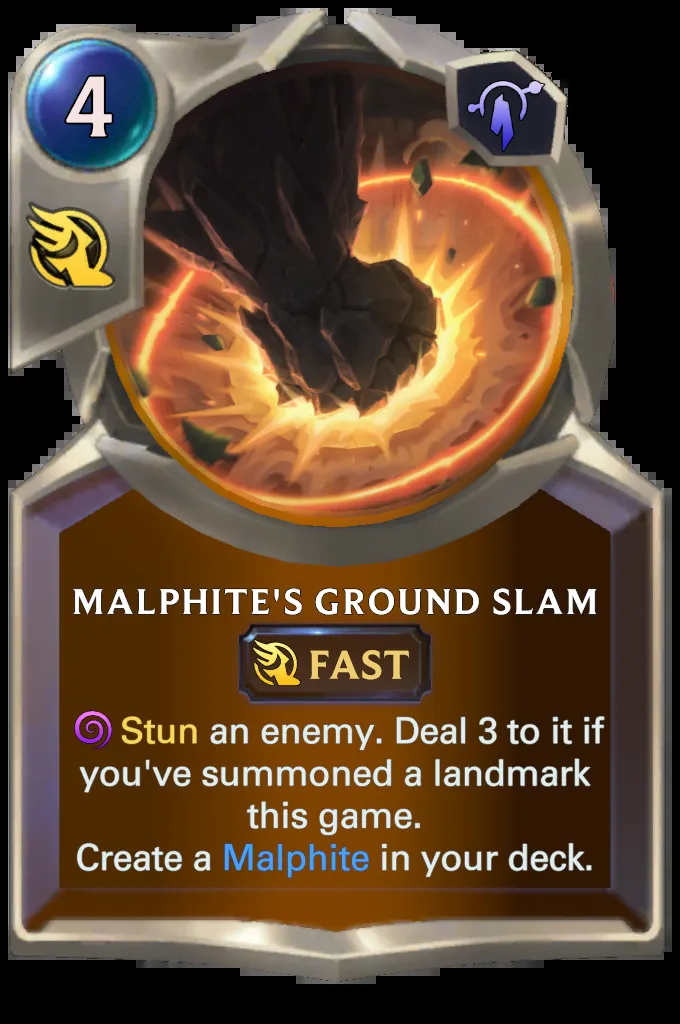 4
MALPHITE'S GROUND SLAM
FAST
Stun an enemy. Deal 3 to it if
you've summoned a landmark
this game.
Create a Malphite in your deck.